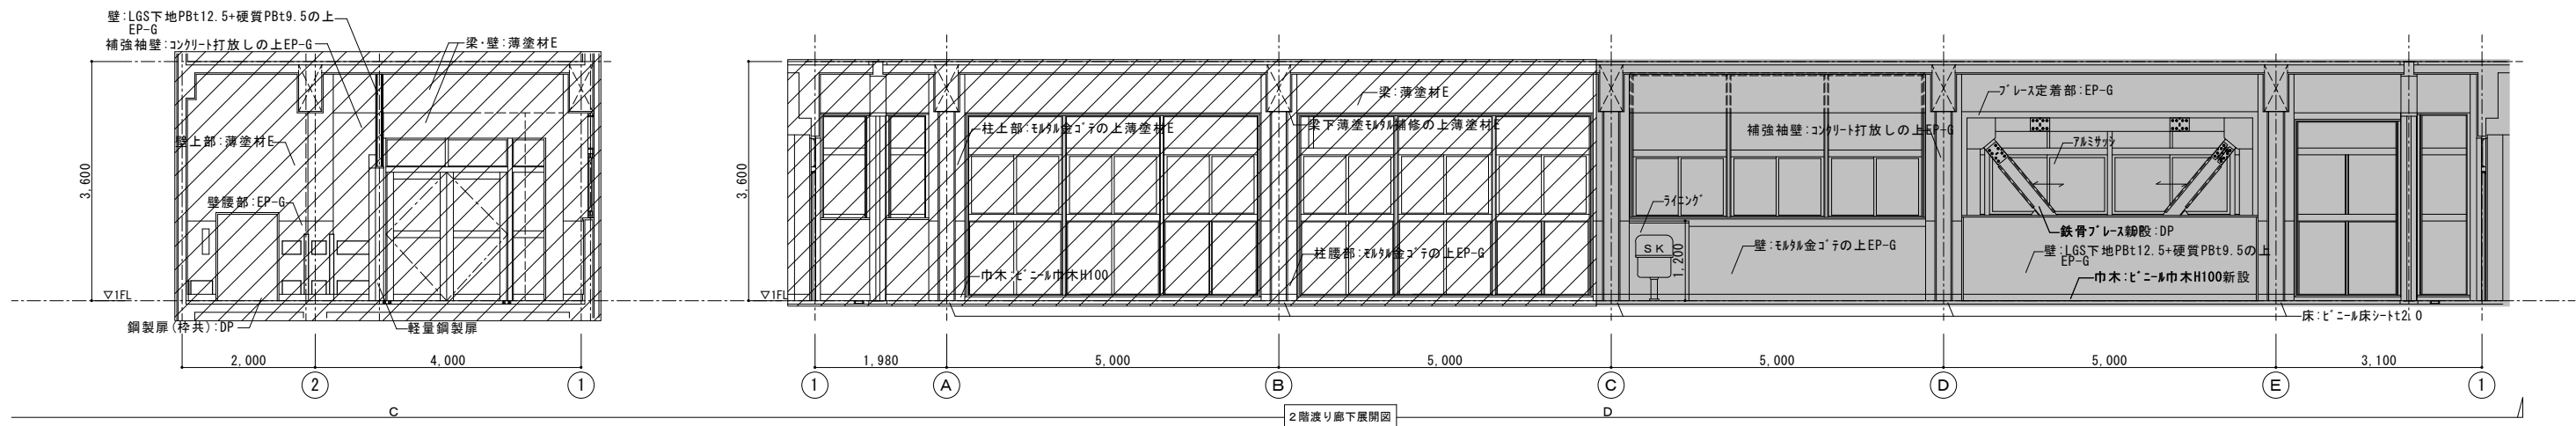 壁:LGS下地PBt12.5+硬質PBt9.5の上
EP-G
補強袖壁:コンクリート打放しの上EP-G
梁・壁:薄塗材E
壁上部:薄塗材E
3,600
壁腰部:EP-G
▽1FL
鋼製扉(枠共):DP
軽量鋼製扉
2,000
4,000
2
1
C
梁:薄塗材E
梁下薄塗モルタル補修の上薄塗材E
柱上部:モルタル金ゴテの上薄塗材E
3,600
柱腰部:モルタル金ゴテの上EP-G
巾木:ビニール巾木H100
▽1FL
補強袖壁:コンクリート打放しの上EP-G
ブレース定着部:EP-G
アルミサッシ
ライニング
SK
1,200
壁:モルタル金ゴテの上EP-G
鉄骨ブレース新設:DP
壁:LGS下地PBt12.5+硬質PBt9.5の上
EP-G
巾木:ビニール巾木H100新設
床:ビニール床シートt2.0
1,980
5,000
5,000
5,000
5,000
3,100
1
A
B
C
D
E
1
2階渡り廊下展開図
D